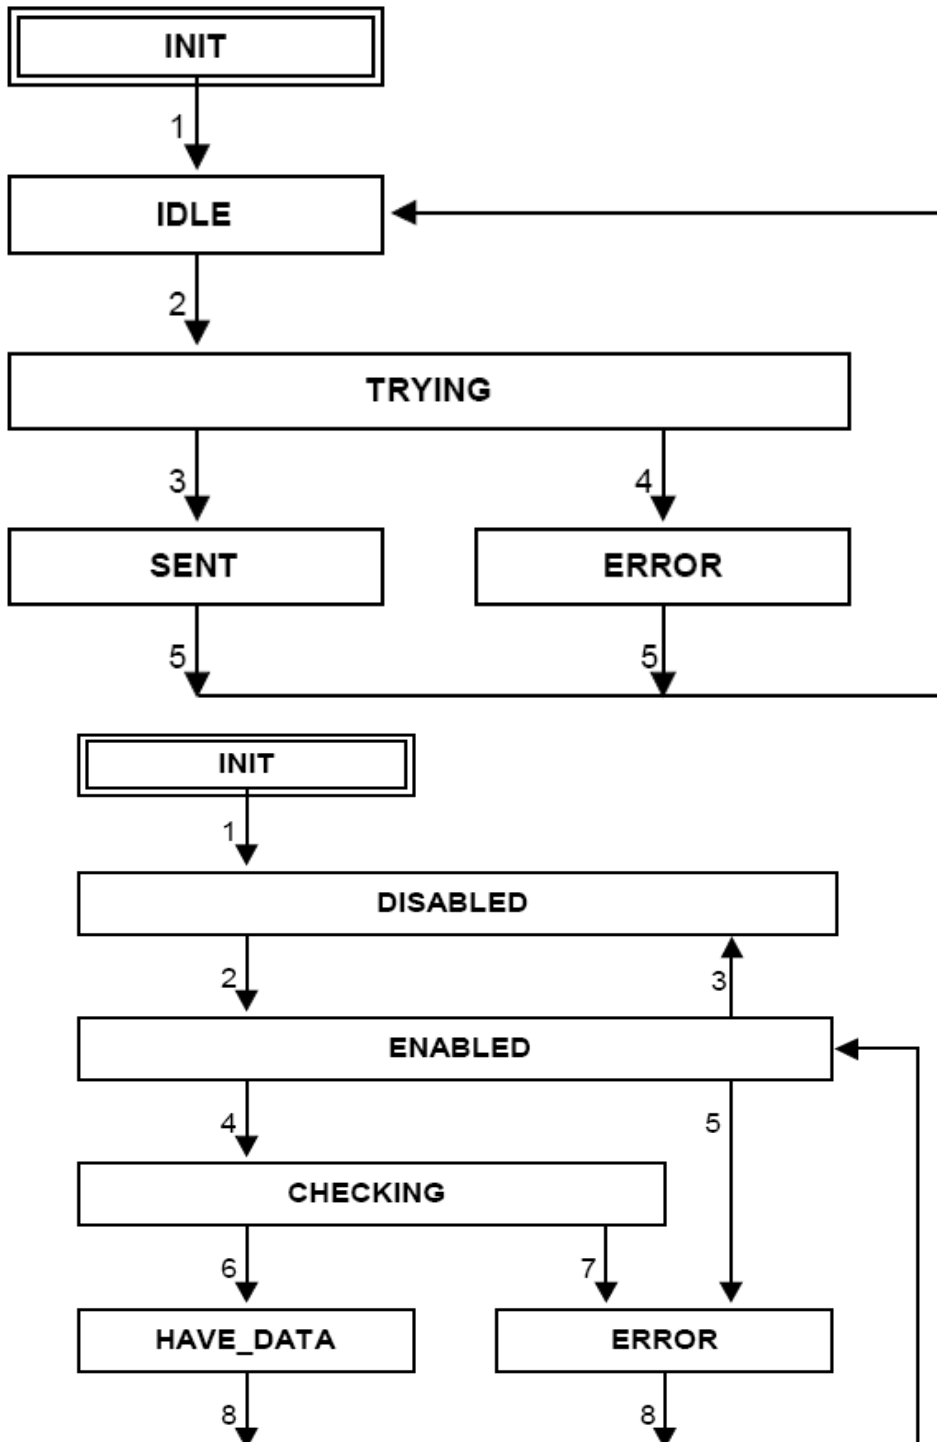 INIT
1
IDLE
2
TRYING
3 4
SENT ERROR
5 5
INIT
1
DISABLED
2 3
ENABLED
4 5
CHECKING
6 7
HAVE_DATA ERROR
8 8